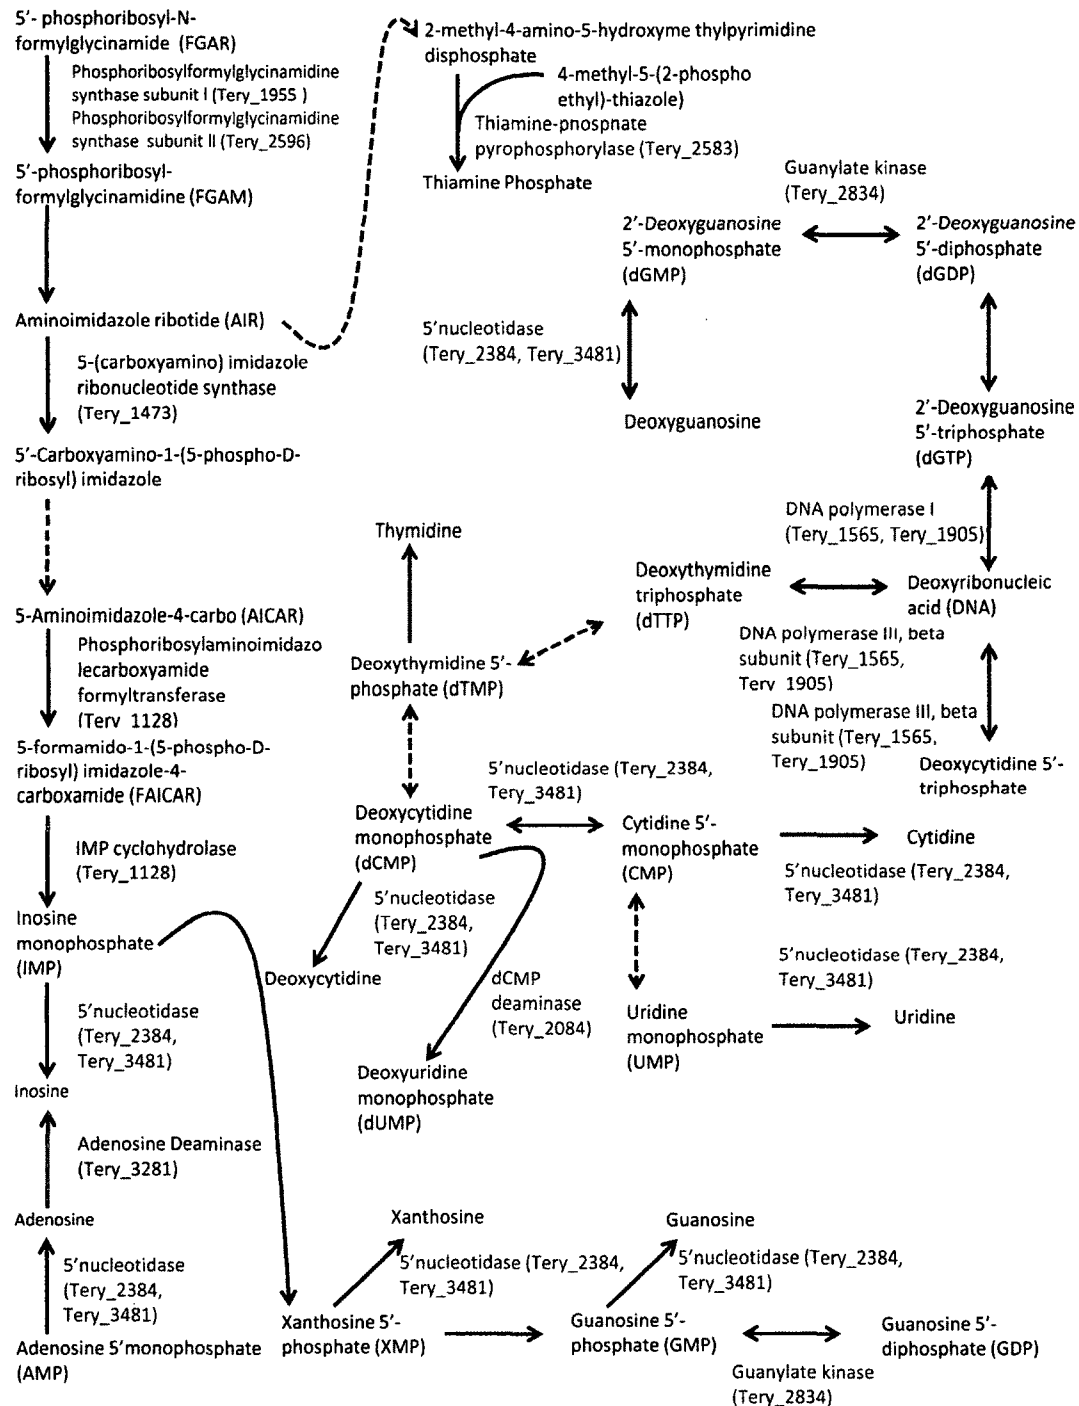 5'- phosphoribosyl-N-
formylglycinamide (FGAR)
Phosphoribosylformylglycinamidine
synthase subunit I (Tery_1955 )
Phosphoribosylformylglycinamidine
synthase subunit II (Tery_2596)
5'-phosphoribosyl-
formylglycinamidine (FGAM)
Aminoimidazole ribotide (AIR)
5-(carboxyamino) imidazole
ribonucleotide synthase
(Tery_1473)
5'-Carboxyamino-1-(5-phospho-D-
ribosyl) imidazole
5-Aminoimidazole-4-carbo (AICAR)
Phosphoribosylaminoimidazo
lecarboxyamide
formyltransferase
(Terv 1128)
5-formamido-1-(5-phospho-D-
ribosyl) imidazole-4-
carboxamide (FAICAR)
IMP cyclohydrolase
(Tery_1128)
Inosine
monophosphate
(IMP)
5'nucleotidase
(Tery_2384,
Tery_3481)
Inosine
Adenosine Deaminase
(Tery_3281)
Adenosine
5'nucleotidase
(Tery_2384,
Tery_3481)
Adenosine 5'monophosphate
(AMP)
2-methyl-4-amino-5-hydroxyme thylpyrimidine
disphosphate
4-methyl-5-(2-phospho
ethyl)-thiazole)
Thiamine-pnospnate
pyrophosphorylase (Tery_2583)
Thiamine Phosphate
Guanylate kinase
(Tery_2834)
2'-Deoxyguanosine
5'-monophosphate
(dGMP)
2'-Deoxyguanosine
5'-diphosphate
(dGDP)
5'nucleotidase
(Tery_2384, Tery_3481)
Deoxyguanosine
2'-Deoxyguanosine
5'-triphosphate
(dGTP)
DNA polymerase I
(Tery_1565, Tery_1905)
Thymidine
Deoxythymidine
triphosphate
(dTTP)
Deoxyribonucleic
acid (DNA)
DNA polymerase III, beta
subunit (Tery_1565,
Terv 1905)
Deoxythymidine 5'-
phosphate (dTMP)
DNA polymerase III, beta
subunit (Tery_1565,
Tery_1905)
Deoxycytidine 5'-
triphosphate
5'nucleotidase (Tery_2384,
Tery_3481)
Deoxycytidine
monophosphate
(dCMP)
Cytidine 5'-
monophosphate
(CMP)
Cytidine
5'nucleotidase (Tery_2384,
Tery_3481)
5'nucleotidase
(Tery_2384,
Tery_3481)
Deoxycytidine
dCMP
deaminase
(Tery_2084)
5'nucleotidase (Tery_2384,
Tery_3481)
Uridine
monophosphate
(UMP)
Uridine
Deoxyuridine
monophosphate
(dUMP)
Xanthosine
5'nucleotidase (Tery_2384,
Tery_3481)
Guanosine
5'nucleotidase (Tery_2384,
Tery_3481)
Xanthosine 5'-
phosphate (XMP)
Guanosine 5'-
phosphate (GMP)
Guanosine 5'-
diphosphate (GDP)
Guanylate kinase
(Tery_2834)